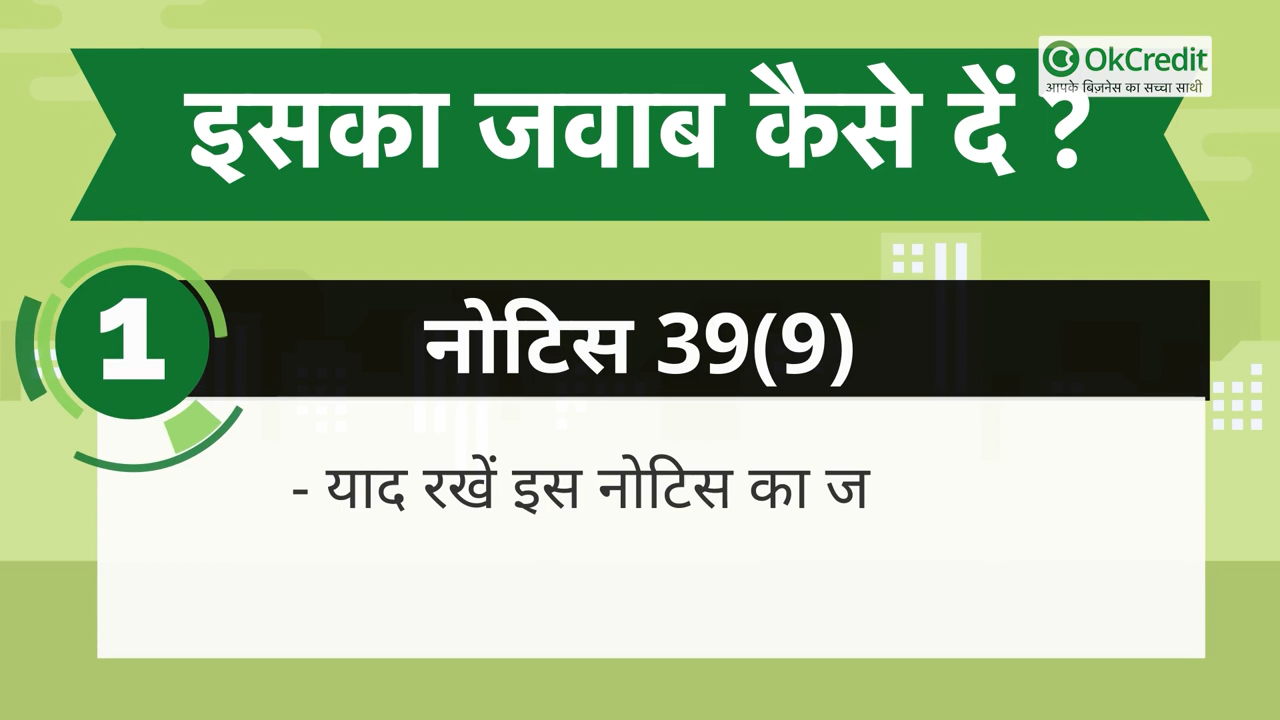 OkCredit
आपके बिज़नेस का सच्चा साथी
इसका जवाब कैसे दें ?
1
नोटिस 39(9)
- याद रखें इस नोटिस का ज